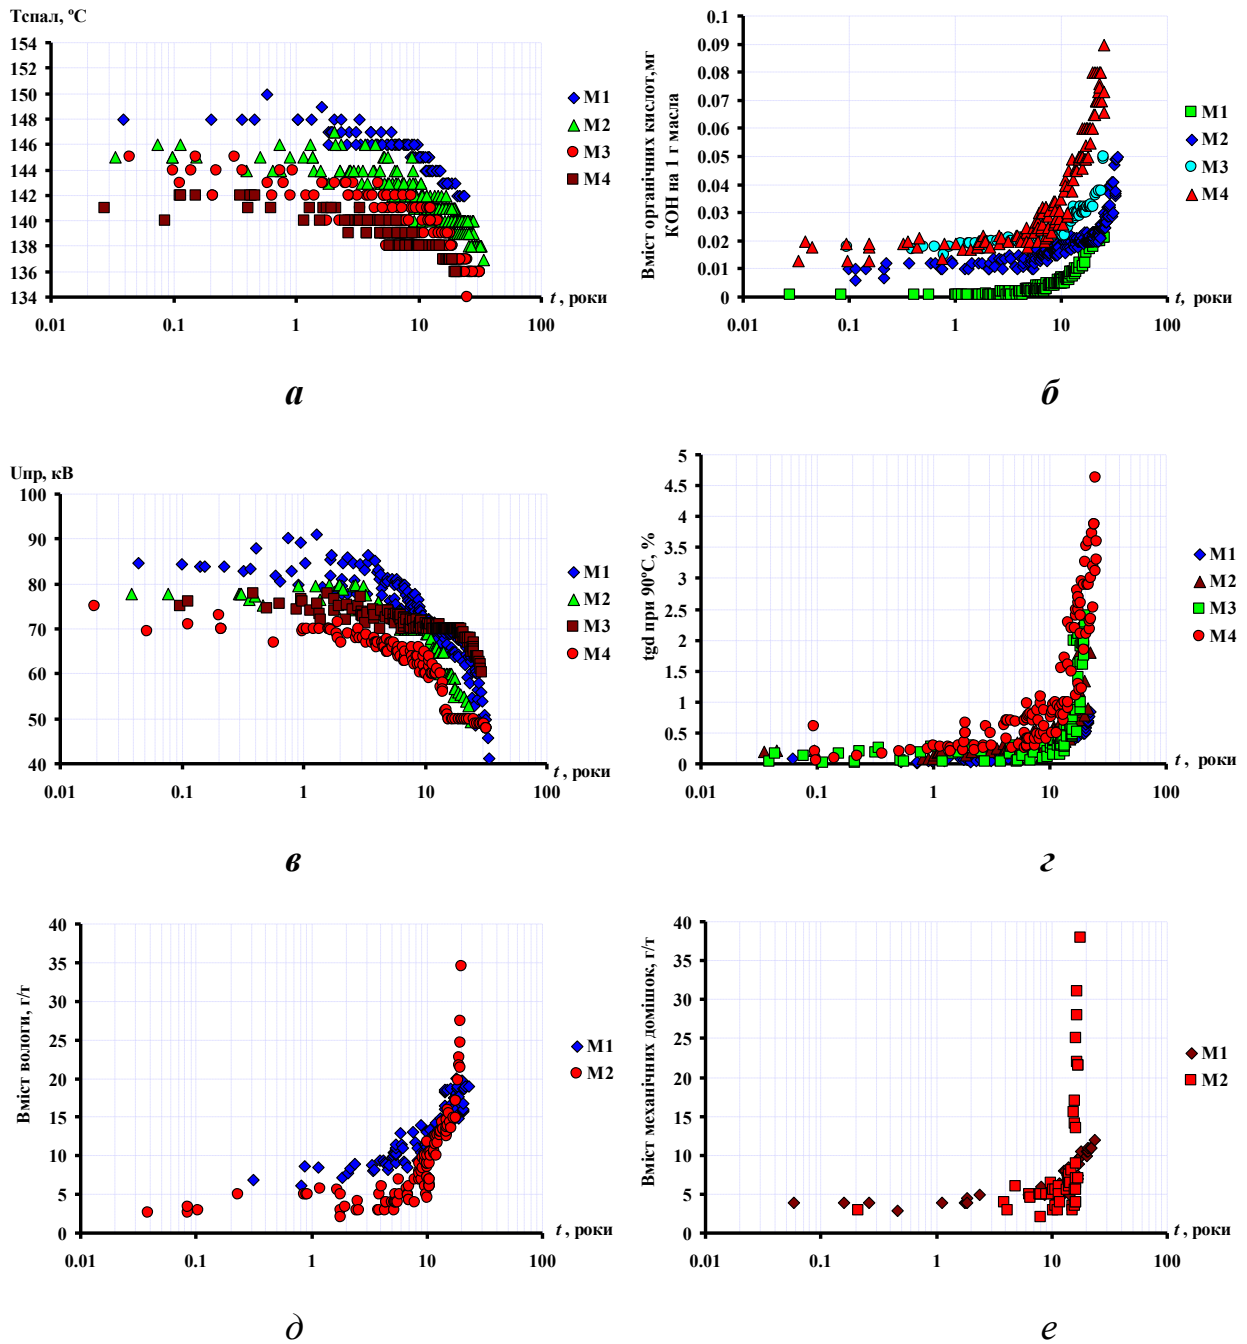 Tспал, ºC
154
152
150
148
146
144
142
140
138
136
134
0.01
0.1
1
10
100
t , роки
M1
M2
M3
M4
а
Вміст органічних кислот,мг
КОН на 1 г масла
0.1
0.09
0.08
0.07
0.06
0.05
0.04
0.03
0.02
0.01
0
0.01
0.1
1
10
100
t, роки
M1
M2
M3
M4
б
Uпр, кВ
100
90
80
70
60
50
40
0.01
0.1
1
10
100
t , роки
M1
M2
M3
M4
в
tgd при 90°C, %
5
4.5
4
3.5
3
2.5
2
1.5
1
0.5
0
0.01
0.1
1
10
100
t , роки
M1
M2
M3
M4
г
Вміст вологи, г/т
40
35
30
25
20
15
10
5
0
0.01
0.1
1
10
100
t , роки
M1
M2
д
Вміст механічних домішок, г/т
40
35
30
25
20
15
10
5
0
0.01
0.1
1
10
100
t , роки
M1
M2
е